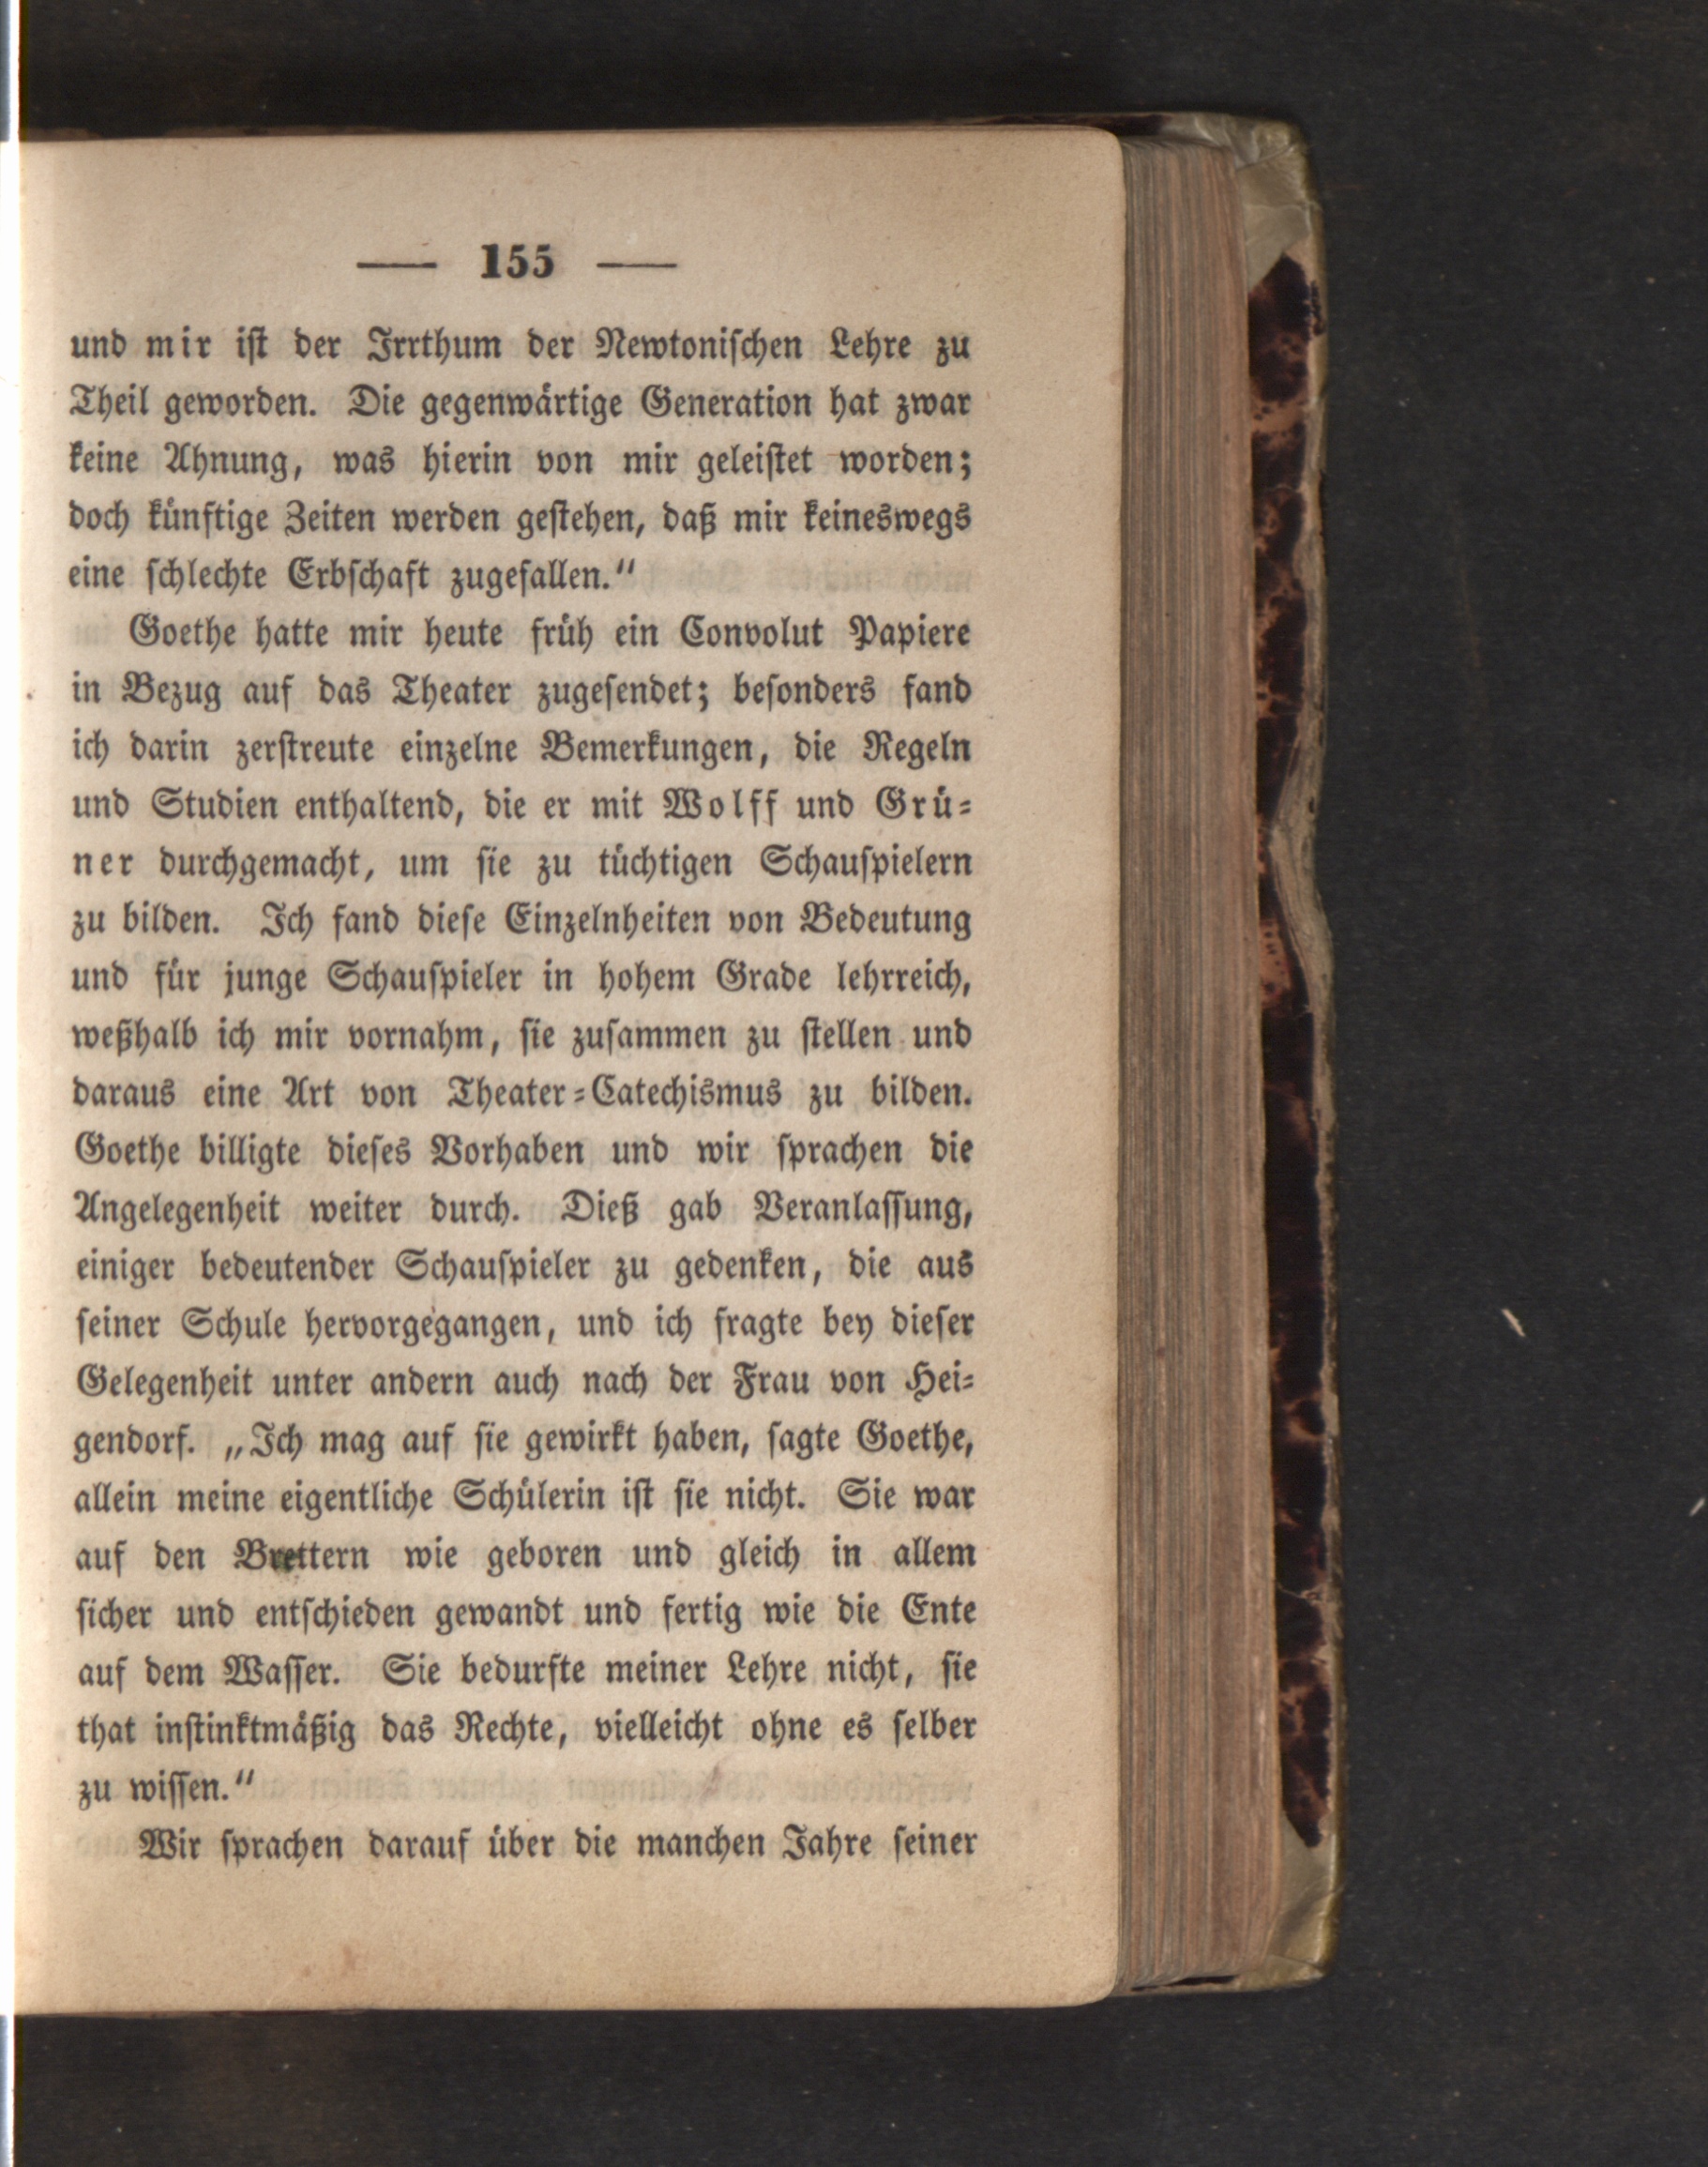 — 155 —
und mir iſt der Irrthum der Newtoniſchen Lehre zu
Theil geworden. Die gegenwärtige Generation hat zwar
keine Ahnung, was hierin von mir geleiſtet worden;
doch künftige Zeiten werden geſtehen, daß mir keineswegs
eine ſchlechte Erbſchaft zugefallen.“
Goethe hatte mir heute früh ein Convolut Papiere
in Bezug auf das Theater zugeſendet; beſonders fand
ich darin zerſtreute einzelne Bemerkungen, die Regeln
und Studien enthaltend, die er mit Wolff und Grü-
ner durchgemacht, um ſie zu tüchtigen Schauſpielern
zu bilden. Ich fand dieſe Einzelnheiten von Bedeutung
und für junge Schauſpieler in hohem Grade lehrreich,
weßhalb ich mir vornahm, ſie zuſammen zu ſtellen und
daraus eine Art von Theater-Catechismus zu bilden.
Goethe billigte dieſes Vorhaben und wir ſprachen die
Angelegenheit weiter durch. Dieß gab Veranlaſſung,
einiger bedeutender Schauſpieler zu gedenken, die aus
ſeiner Schule hervorgegangen, und ich fragte bey dieſer
Gelegenheit unter andern auch nach der Frau von Hei-
gendorf. „Ich mag auf ſie gewirkt haben, ſagte Goethe,
allein meine eigentliche Schülerin iſt ſie nicht. Sie war
auf den Brettern wie geboren und gleich in allem
ſicher und entſchieden gewandt und fertig wie die Ente
auf dem Waſſer. Sie bedurfte meiner Lehre nicht, ſie
that inſtinktmäßig das Rechte, vielleicht ohne es ſelber
zu wiſſen.“
Wir ſprachen darauf über die manchen Jahre ſeiner